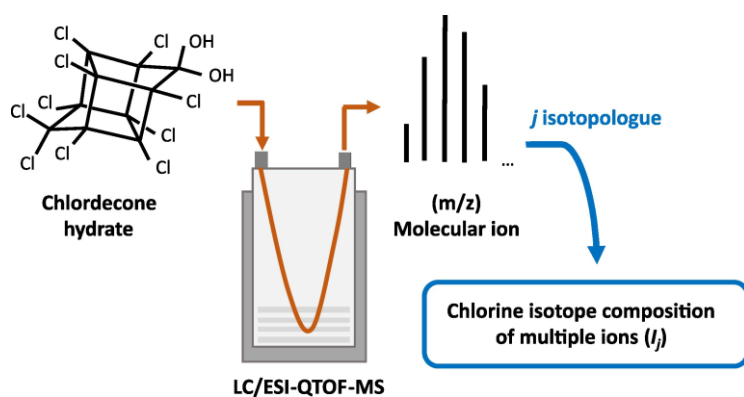 Cl
Cl
OH
Cl
Cl
OH
Cl
Cl
Cl
Cl
Cl
Cl
Chlordecone
hydrate
LC/ESI-QTOF-MS
...
(m/z)
Molecular ion
j isotopologue
Chlorine isotope composition
of multiple ions (Ij)